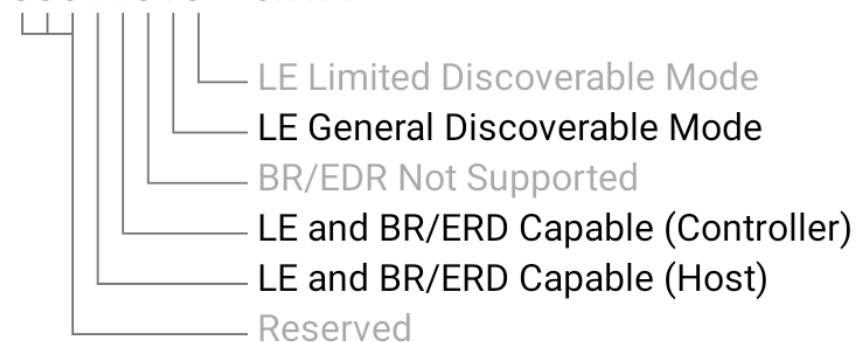 LE Limited Discoverable Mode
LE General Discoverable Mode
BR/EDR Not Supported
LE and BR/ERD Capable (Controller)
LE and BR/ERD Capable (Host)
Reserved